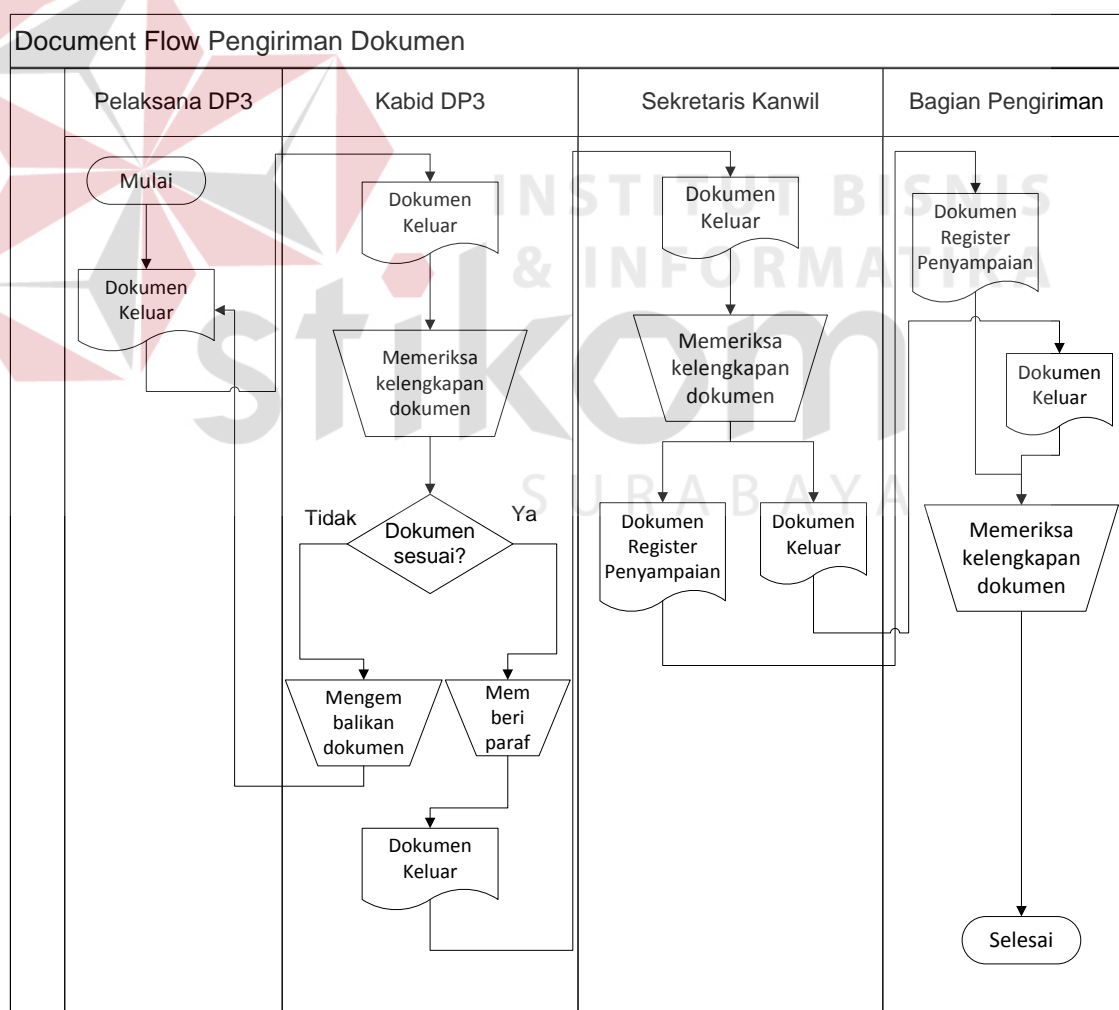 Document Flow Pengiriman Dokumen
Pelaksana DP3
Kabid DP3
Sekretaris Kanwil
Bagian Pengiriman
Mulai
Dokumen
Keluar
Dokumen
Keluar
Memeriksa
kelengkapan
dokumen
Tidak
Dokumen
sesuai?
Ya
Mengem
balikan
dokumen
Mem
beri
paraf
Dokumen
Keluar
Dokumen
Keluar
Memeriksa
kelengkapan
dokumen
Dokumen
Register
Penyampaian
Dokumen
Keluar
Dokumen
Register
Penyampaian
Dokumen
Keluar
Memeriksa
kelengkapan
dokumen
Selesai
INSTITUT BISNIS
& INFORMATIKA
stikom
SURABAYA